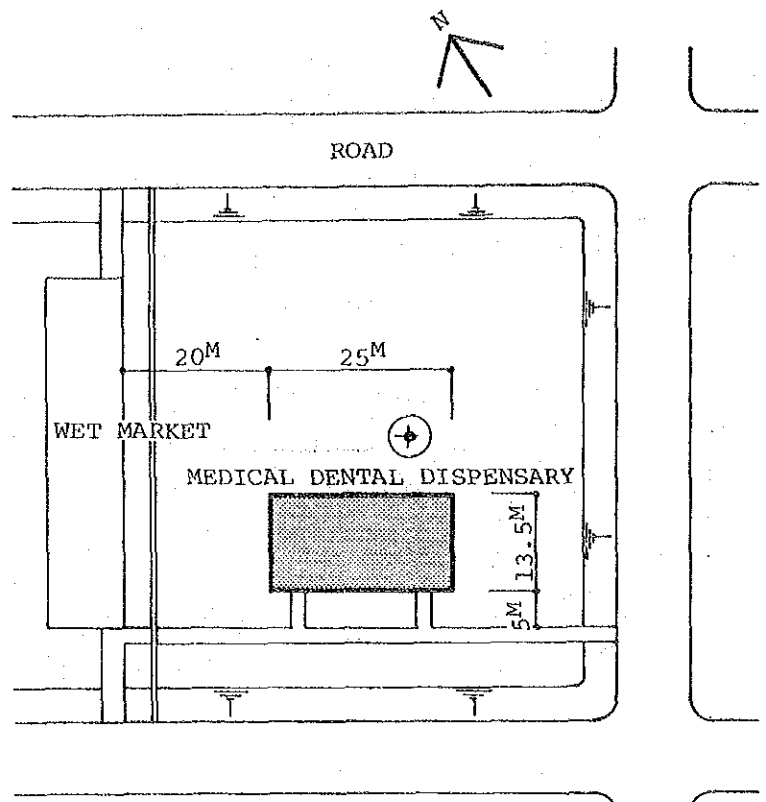 N
ROAD
20M
25M
WET MARKET
MEDICAL DENTAL DISPENSARY
13.5M
5M